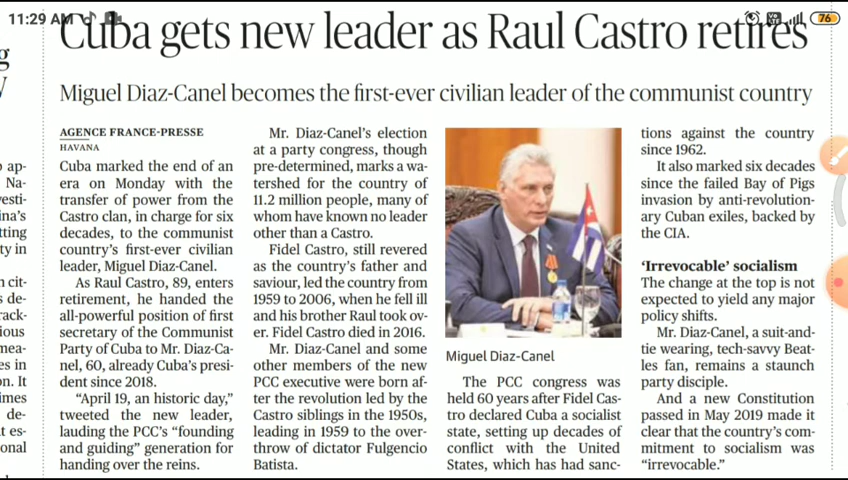 11:29 AM
76
Cuba gets new leader as Raul Castro retires
Miguel Diaz-Canel becomes the first-ever civilian leader of the communist country
AGENCE FRANCE-PRESSE
HAVANA
Cuba marked the end of an
era on Monday with the
transfer of power from the
Castro clan, in charge for six
decades, to the communist
country's first-ever civilian
leader, Miguel Diaz-Canel.
As Raul Castro, 89, enters
retirement, he handed the
all-powerful position of first
secretary of the Communist
Party of Cuba to Mr. Diaz-Ca-
nel, 60, already Cuba's presi-
dent since 2018.
“April 19, an historic day,”
tweeted the new leader,
lauding the PCC's “founding
and guiding” generation for
handing over the reins.
Mr. Diaz-Canel's election
at a party congress, though
pre-determined, marks a wa-
tershed for the country of
11.2 million people, many of
whom have known no leader
other than a Castro.
Fidel Castro, still revered
as the country's father and
saviour, led the country from
1959 to 2006, when he fell ill
and his brother Raul took ov-
er. Fidel Castro died in 2016.
Mr. Diaz-Canel and some
other members of the new
PCC executive were born af-
ter the revolution led by the
Castro siblings in the 1950s,
leading in 1959 to the over-
throw of dictator Fulgencio
Batista.
Miguel Diaz-Canel
The PCC congress was
held 60 years after Fidel Cas-
tro declared Cuba a socialist
state, setting up decades of
conflict with the United
States, which has had sanc-
tions against the country
since 1962.
It also marked six decades
since the failed Bay of Pigs
invasion by anti-revolution-
ary Cuban exiles, backed by
the CIA.
‘Irrevocable’ socialism
The change at the top is not
expected to yield any major
policy shifts.
Mr. Diaz-Canel, a suit-and-
tie wearing, tech-savvy Beat-
les fan, remains a staunch
party disciple.
And a new Constitution
passed in May 2019 made it
clear that the country's com-
mitment to socialism was
“irrevocable.”